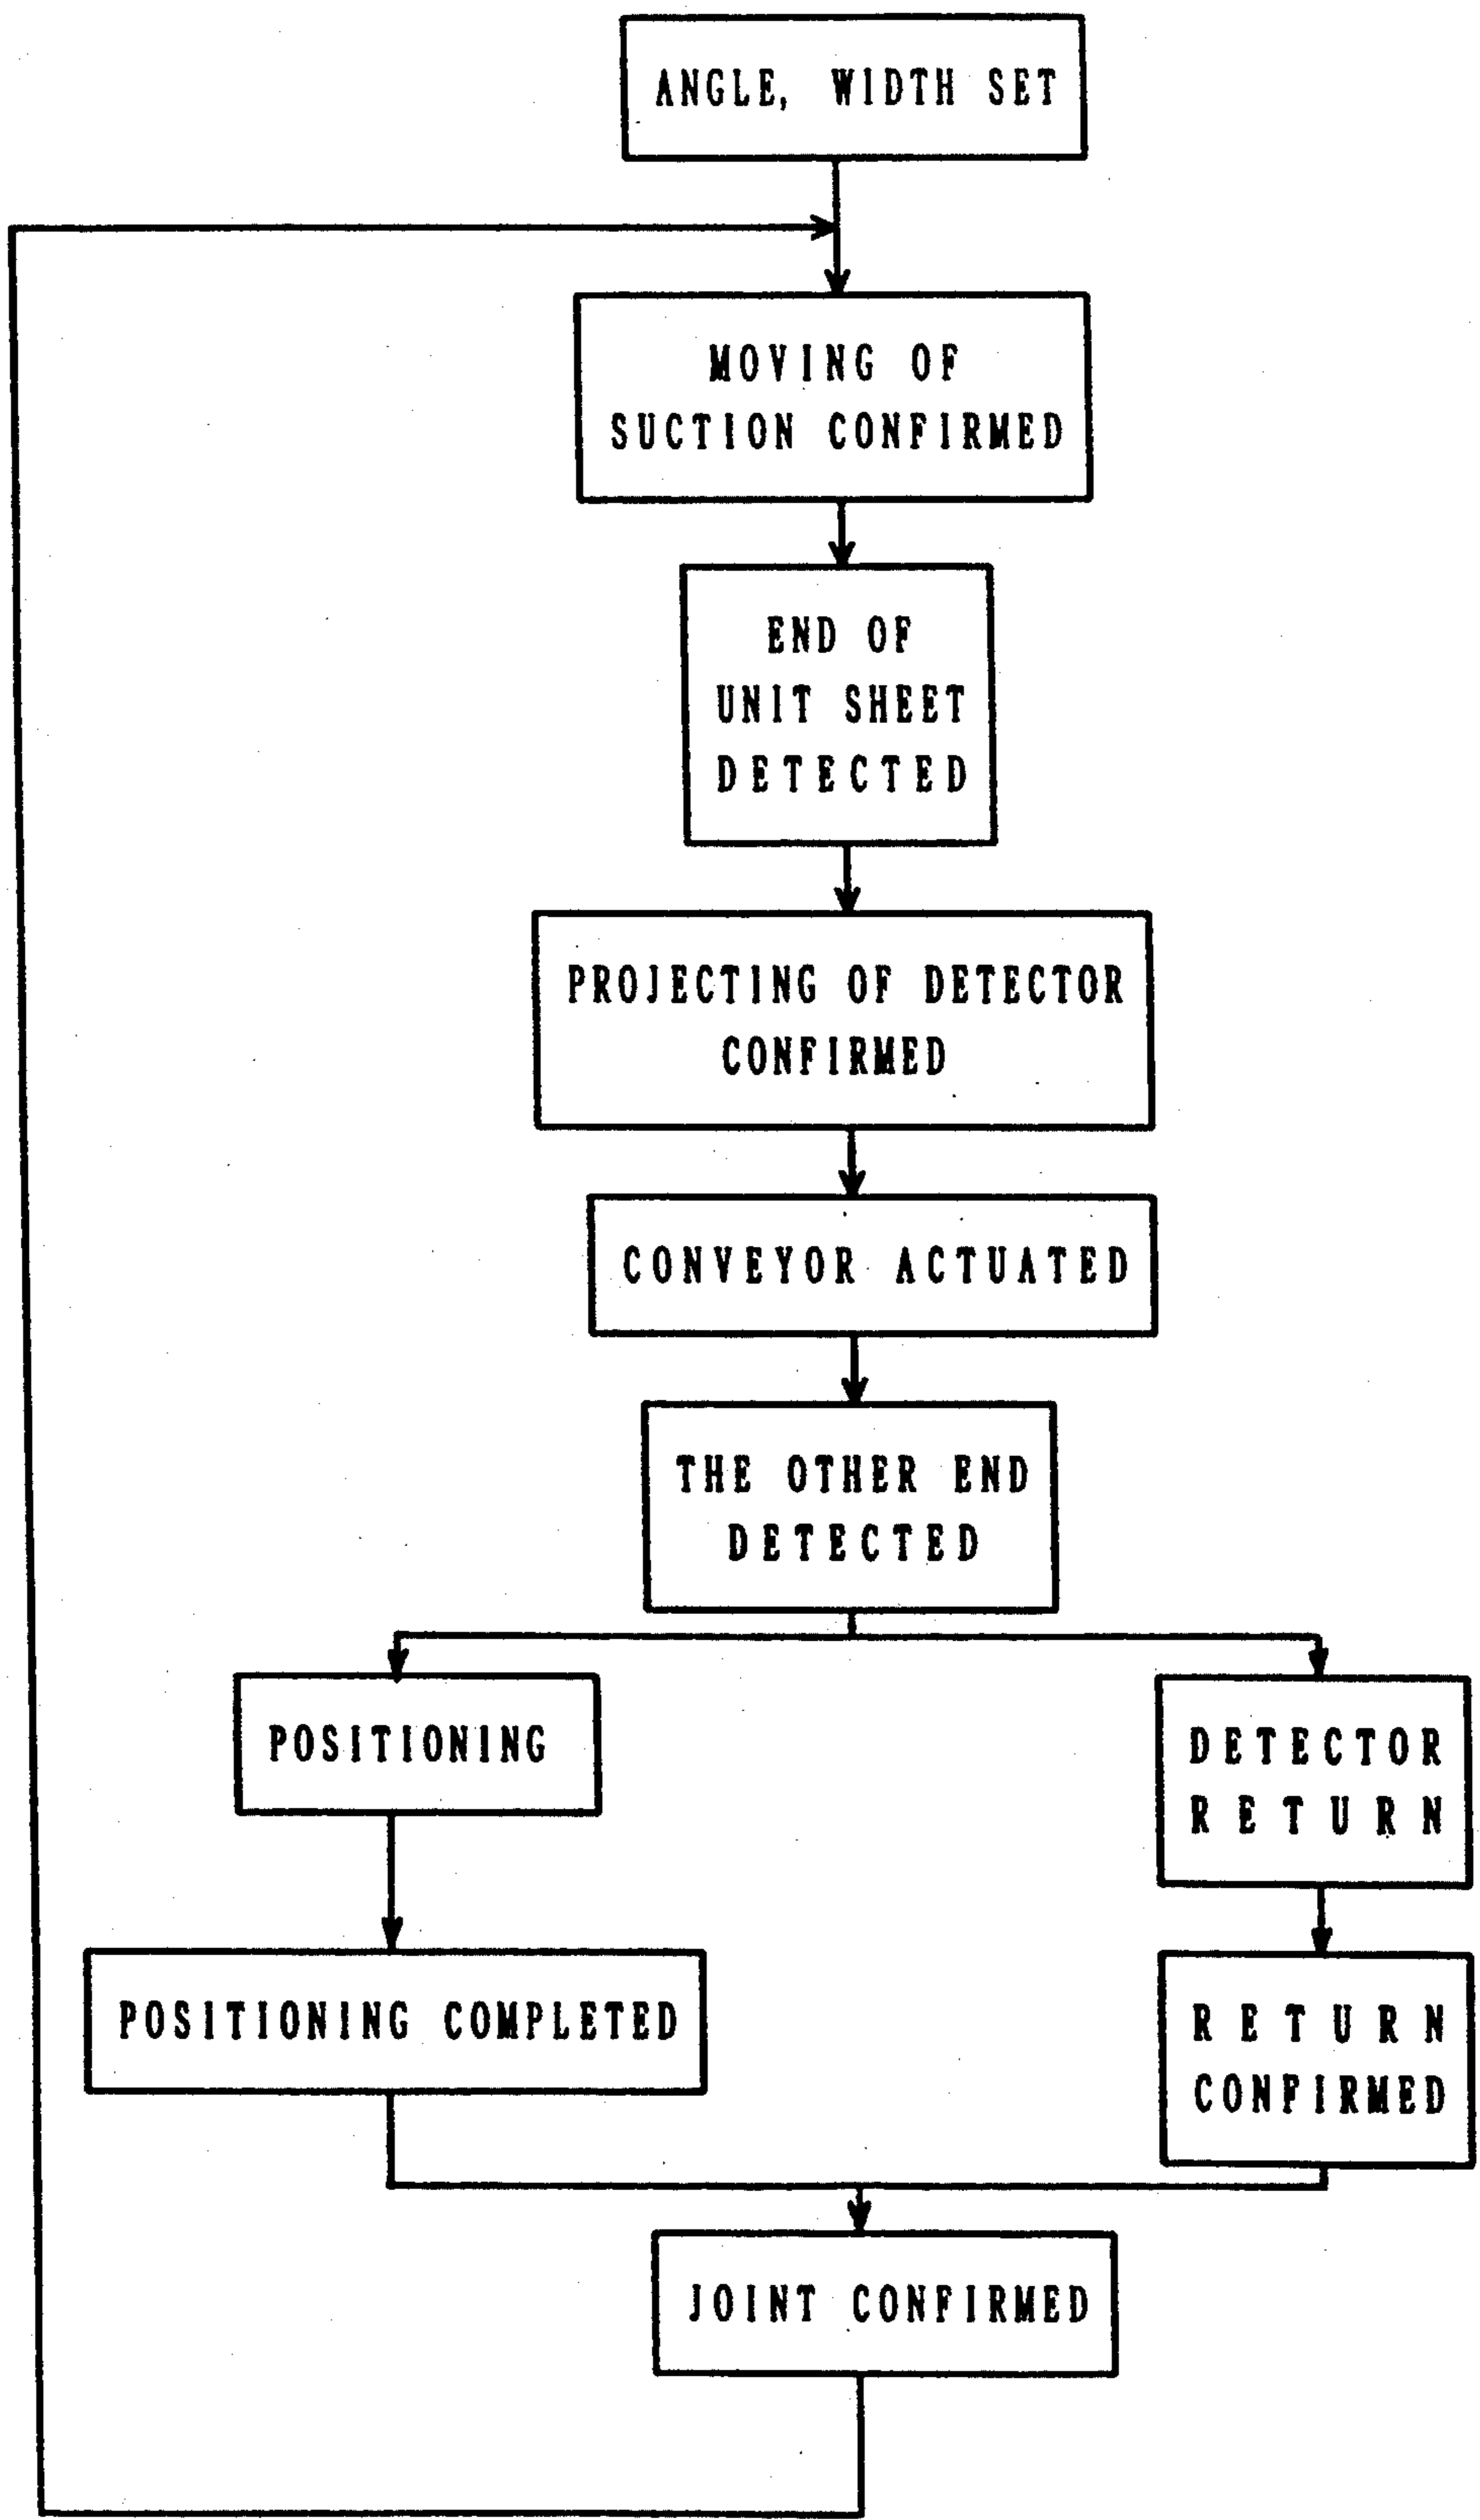 ANGLE, WIDTH SET
MOVING OF
SUCTION CONFIRMED
END OF
UNIT SHEET
DETECTED
PROJECTING OF DETECTOR
CONFIRMED
CONVEYOR ACTUATED
THE OTHER END
DETECTED
POSITIONING
POSITIONING COMPLETED
DETECTOR
RETURN
RETURN
CONFIRMED
JOINT CONFIRMED